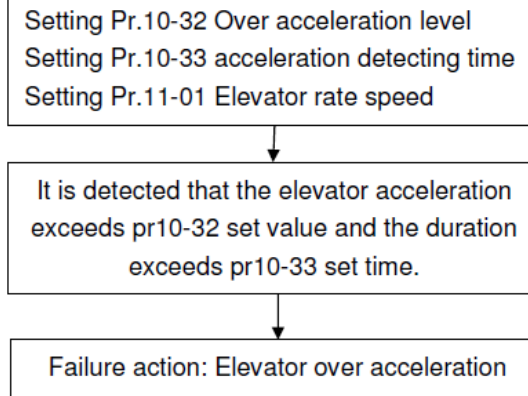 Setting Pr.10-32 Over acceleration level
Setting Pr.10-33 acceleration detecting time
Setting Pr.11-01 Elevator rate speed
It is detected that the elevator acceleration
exceeds pr10-32 set value and the duration
exceeds pr10-33 set time.
Failure action: Elevator over acceleration